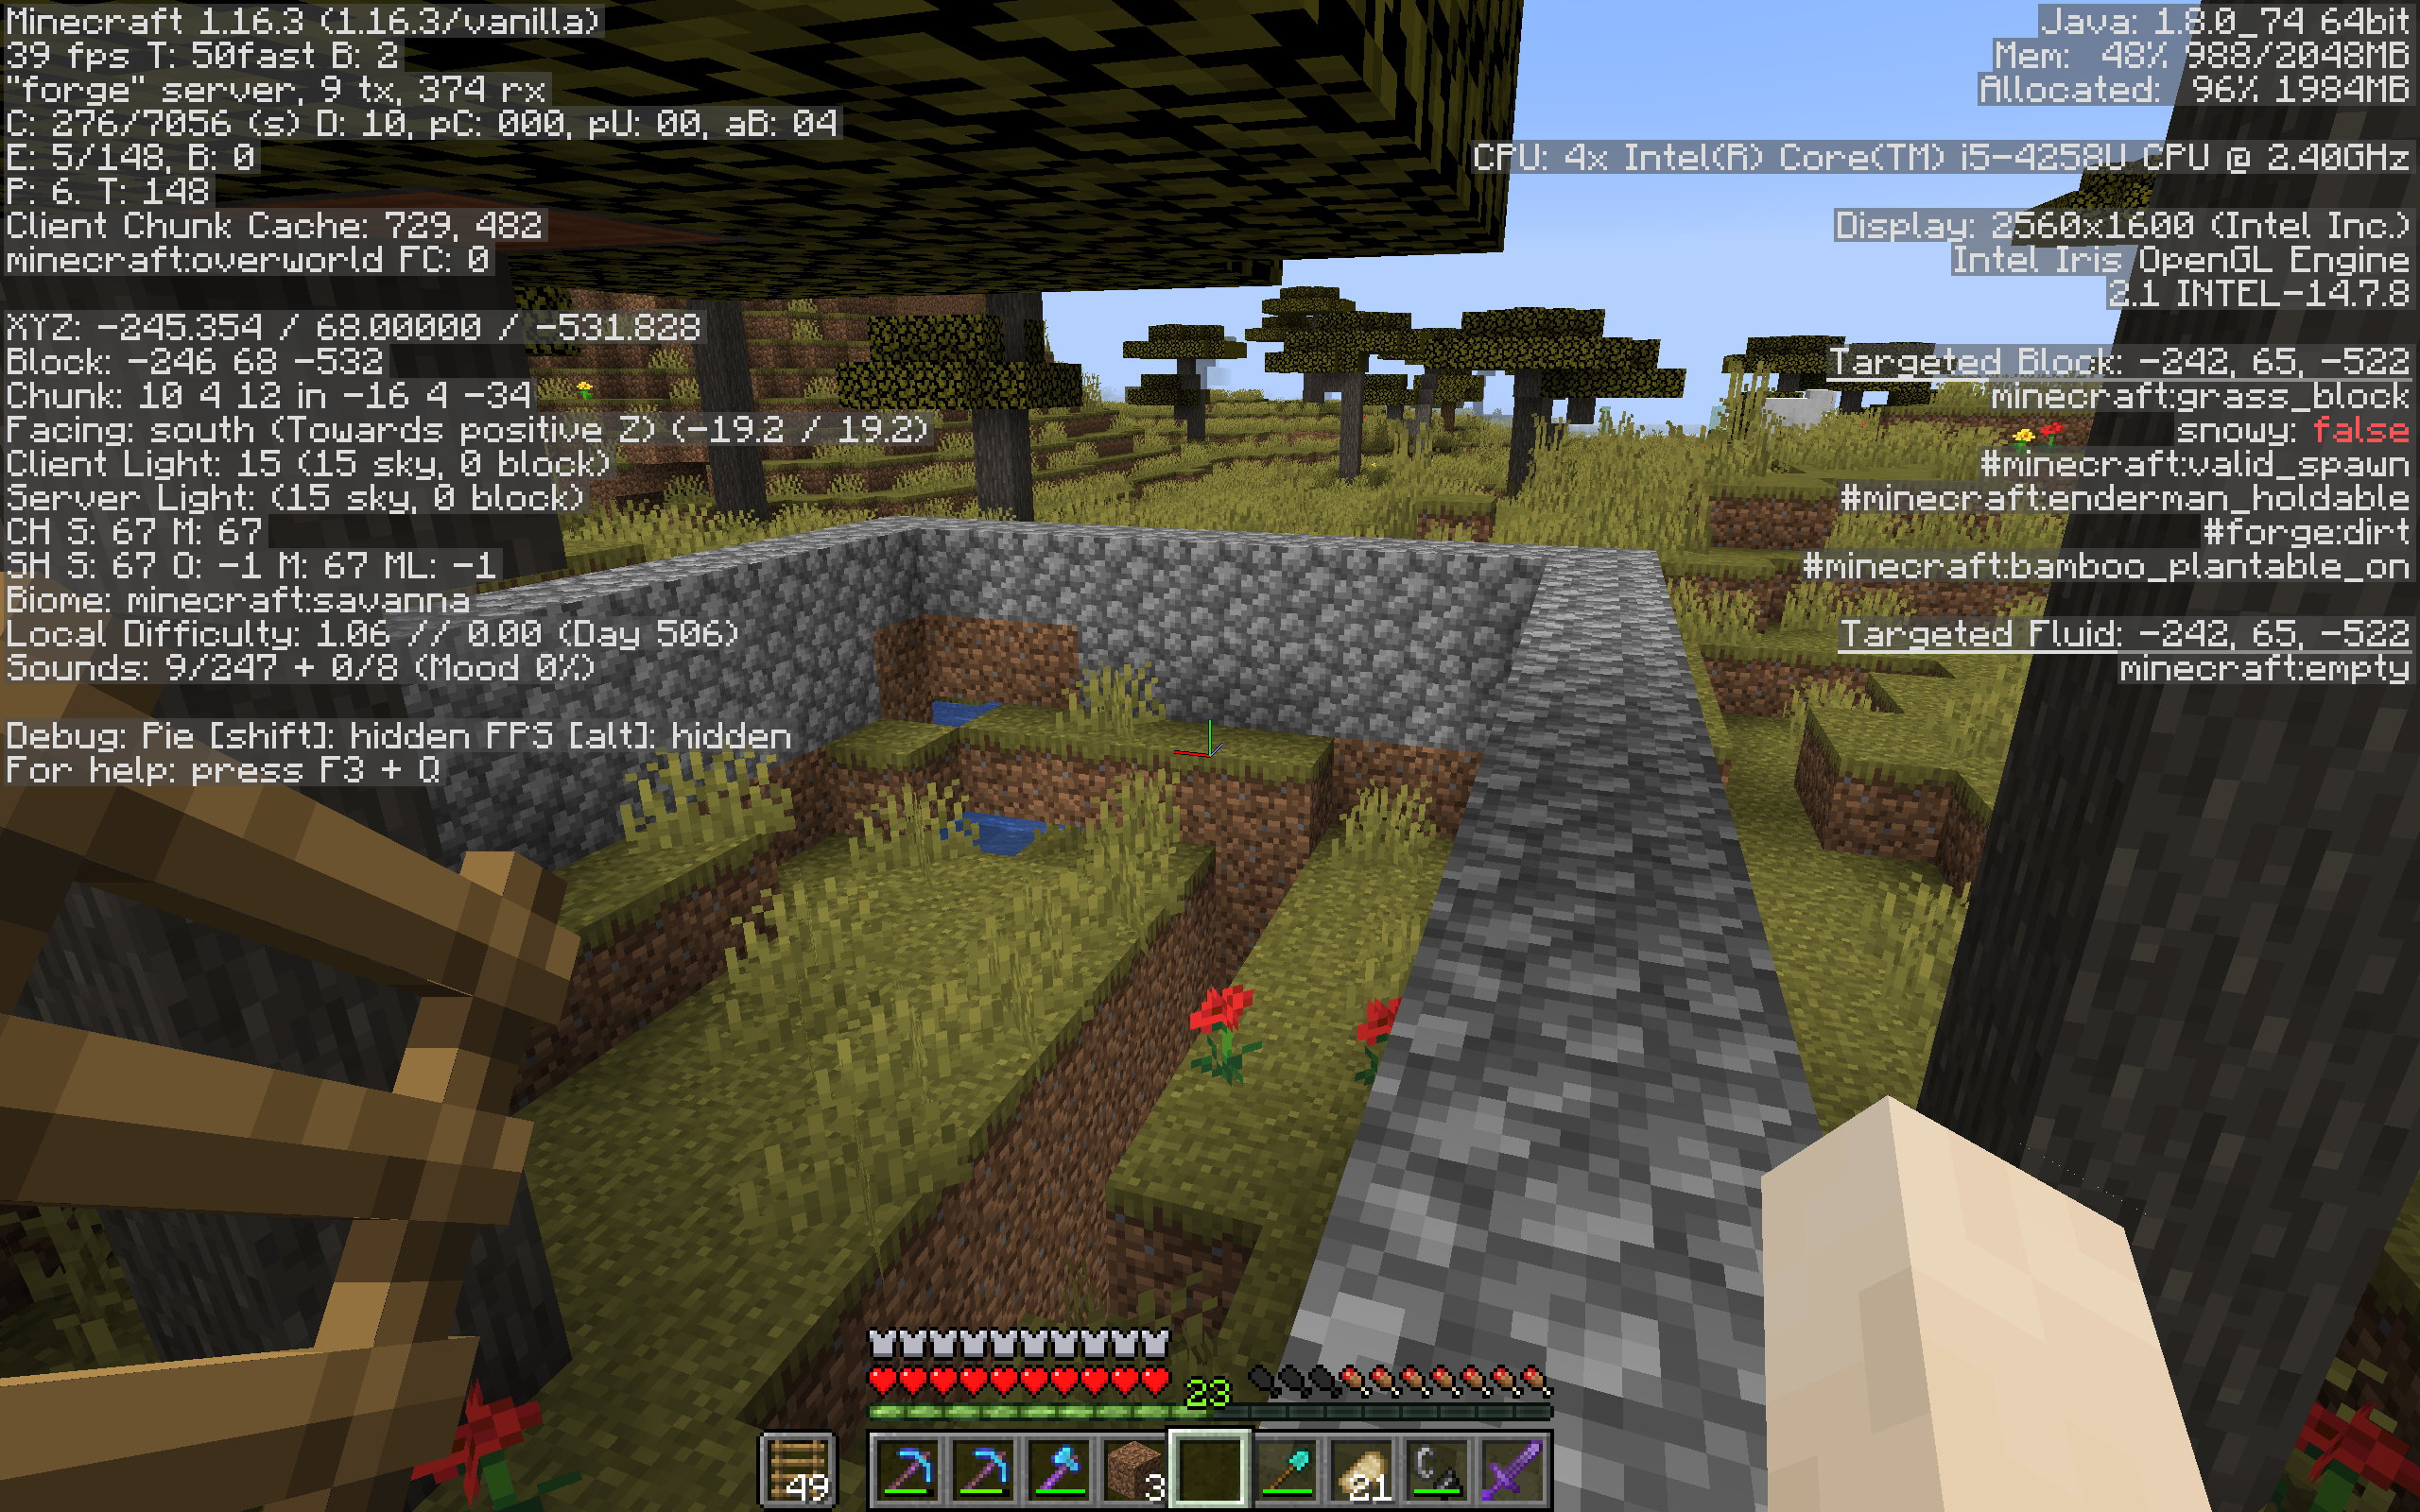 Minecraft 1.16.3 (1.16.3/vanilla)
39 fps T: 50fast B: 2
"forge" server, 9 tx, 374 rx
C: 276/7056 (s) D: 10, pC: 000, pU: 00, aB: 04
E: 5/148, B: 0
P: 6. T: 148
Client Chunk Cache: 729, 482
minecraft:overworld FC: 0
XYZ: -245.354 / 68.00000 / -531.828
Block: -246 68 -532
Chunk: 10 4 12 in -16 4 -34
Facing: south (Towards positive Z) (-19.2 / 19.2)
Client Light: 15 (15 sky, 0 block)
Server Light: (15 sky, 0 block)
CH S: 67 M: 67
SH S: 67 O: -1 M: 67 ML: -1
Biome: minecraft:savanna
Local Difficulty: 1.06 // 0.00 (Day 506)
Sounds: 9/247 + 0/8 (Mood 0%)
Debug: Pie [shift]: hidden FPS [alt]: hidden
For help: press F3 + Q
Java: 1.8.0_74 64bit
Mem: 48% 988/2048MB
Allocated: 96% 1984MB
CPU: 4x Intel(R) Core(TM) i5-4258U CPU @ 2.40GHz
Display: 2560x1600 (Intel Inc.)
Intel Iris OpenGL Engine
2.1 INTEL-14.7.8
Targeted Block: -242, 65, -522
minecraft:grass_block
snowy: false
#minecraft:valid_spawn
#minecraft:enderman_holdable
#forge:dirt
#minecraft:bamboo_plantable_on
Targeted Fluid: -242, 65, -522
minecraft:empty
23
49
3
21